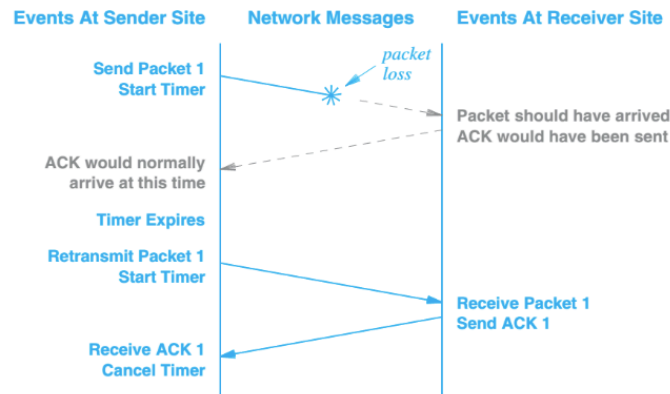 Events At Sender Site
Network Messages
Events At Receiver Site
Send Packet 1
Start Timer
packet
loss
Packet should have arrived
ACK would have been sent
ACK would normally
arrive at this time
Timer Expires
Retransmit Packet 1
Start Timer
Receive Packet 1
Send ACK 1
Receive ACK 1
Cancel Timer